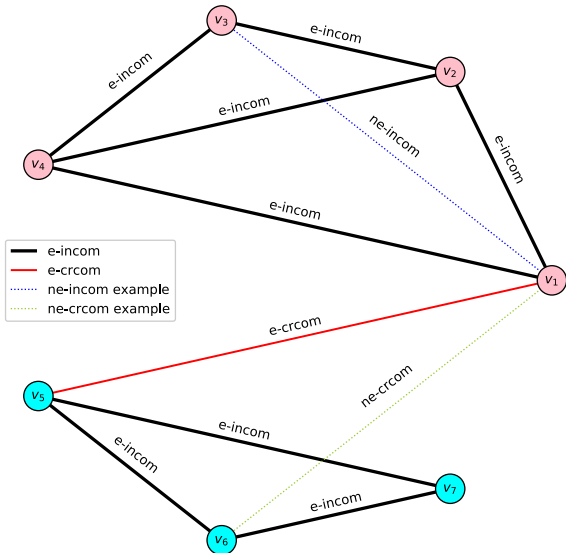 v3
e-incom
v2
e-incom
e-incom
ne-incom
e-incom
v4
e-incom
e-incom
e-crcom
ne-incom example
ne-crcom example
v1
e-crcom
ne-crcom
v5
e-incom
e-incom
v7
e-incom
v6